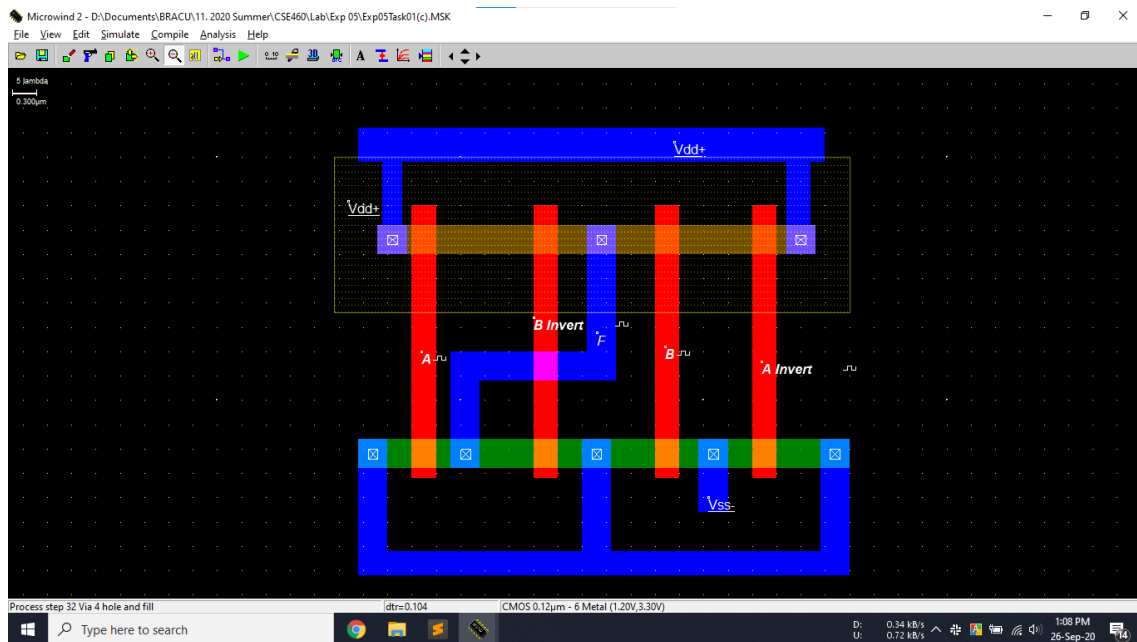 Microwind 2 - D:\Documents\BRACU\11. 2020 Summer\CSE460\Lab\Exp 05\Exp05Task01(c).MSK
File View Edit Simulate Compile Analysis Help
5 lambda
0.300µm
Vdd+
Vdd+
B Invert
F
A
B
A Invert
Vss-
Process step 32 Via 4 hole and fill
dtr=0.104
CMOS 0.12µm - 6 Metal (1.20V,3.30V)
Type here to search
D: 0.34 kB/s
U: 0.72 kB/s
1:08 PM
26-Sep-20
14